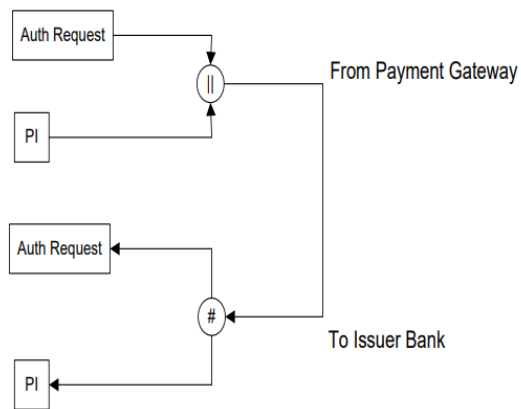 Auth Request
||
From Payment Gateway
PI
Auth Request
#
To Issuer Bank
PI